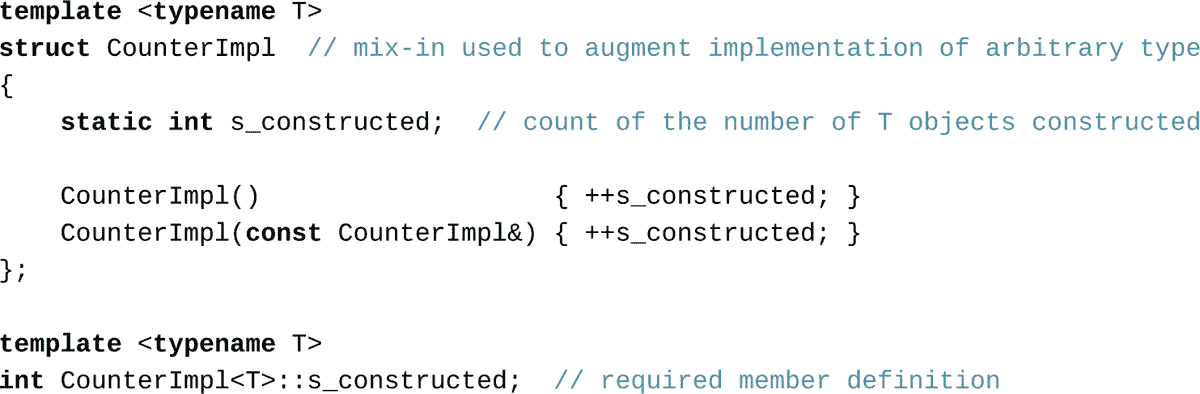 template <typename T>
struct CounterImpl  // mix-in used to augment implementation of arbitrary type
{
    static int s_constructed;  // count of the number of T objects constructed

    CounterImpl()                   { ++s_constructed; }
    CounterImpl(const CounterImpl&) { ++s_constructed; }
};

template <typename T>
int CounterImpl<T>::s_constructed;  // required member definition